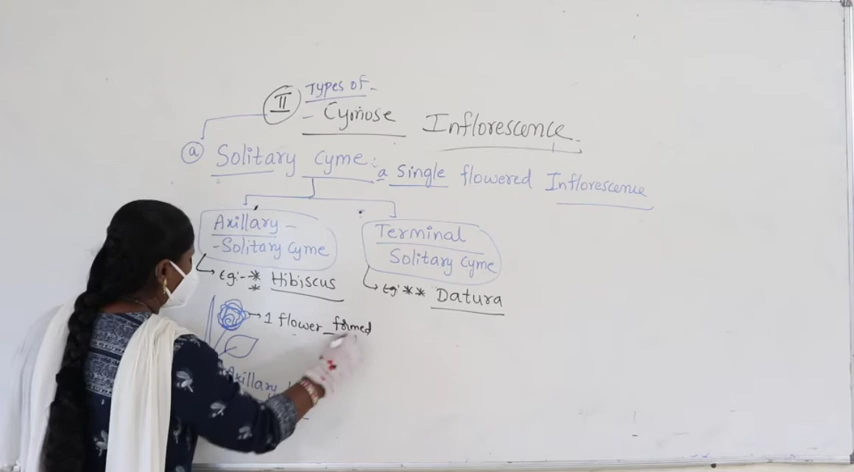 II Types of -
- Cymose Inflorescence.
a Solitary Cyme: a single flowered Inflorescence
Axillary -
- Solitary Cyme
Terminal
Solitary Cyme
eg:- * Hibiscus
*
eg: * * Datura
1 flower formed
Axillary